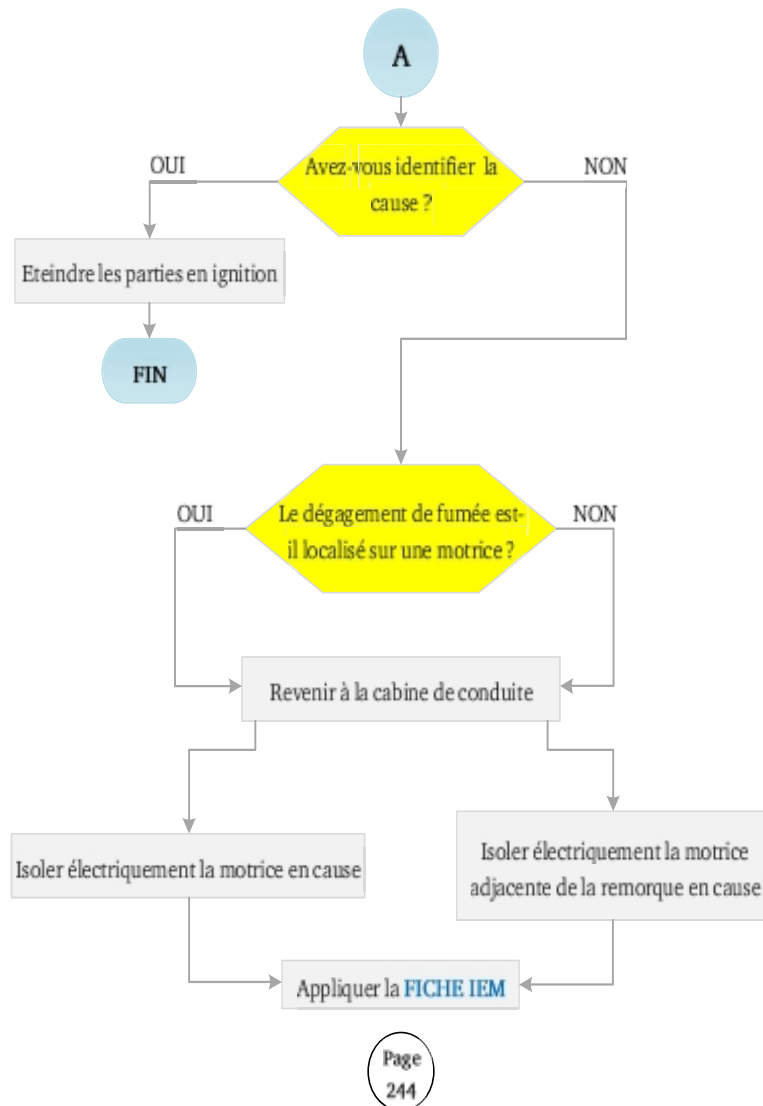 A
OUI
NON
Avez-vous identifier la
cause ?
Eteindre les parties en ignition
FIN
OUI
NON
Le dégagement de fumée est-
il localisé sur une motrice ?
Revenir à la cabine de conduite
Isoler électriquement la motrice en cause
Isoler électriquement la motrice
adjacente de la remorque en cause
Appliquer la FICHE IEM
Page
244